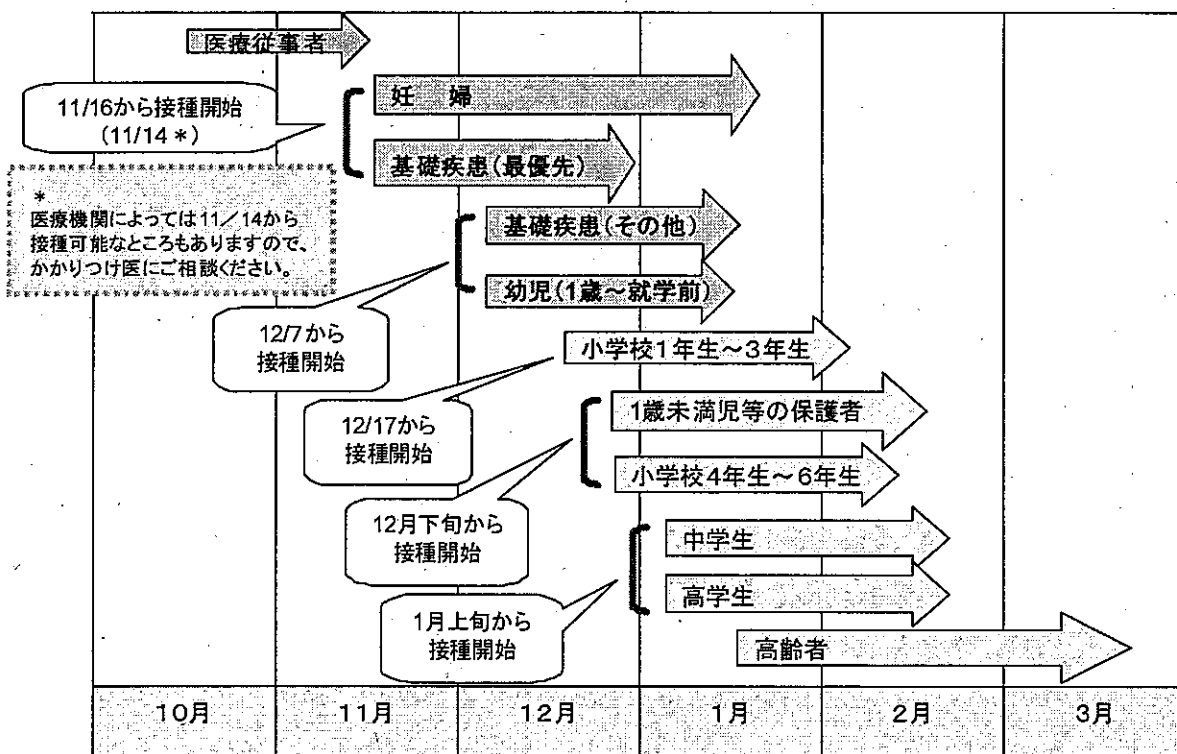 医療従事者
11/16から接種開始
(11/14*)
妊 婦
基礎疾患(最優先)
*
医療機関によっては11/14から
接種可能なところもありますので、
かかりつけ医にご相談ください。
基礎疾患(その他)
幼児(1歳~就学前)
12/7から
接種開始
小学校1年生~3年生
12/17から
接種開始
1歳未満児等の保護者
小学校4年生~6年生
12月下旬から
接種開始
中学生
高学生
1月上旬から
接種開始
高齢者
10月 11月 12月 1月 2月 3月